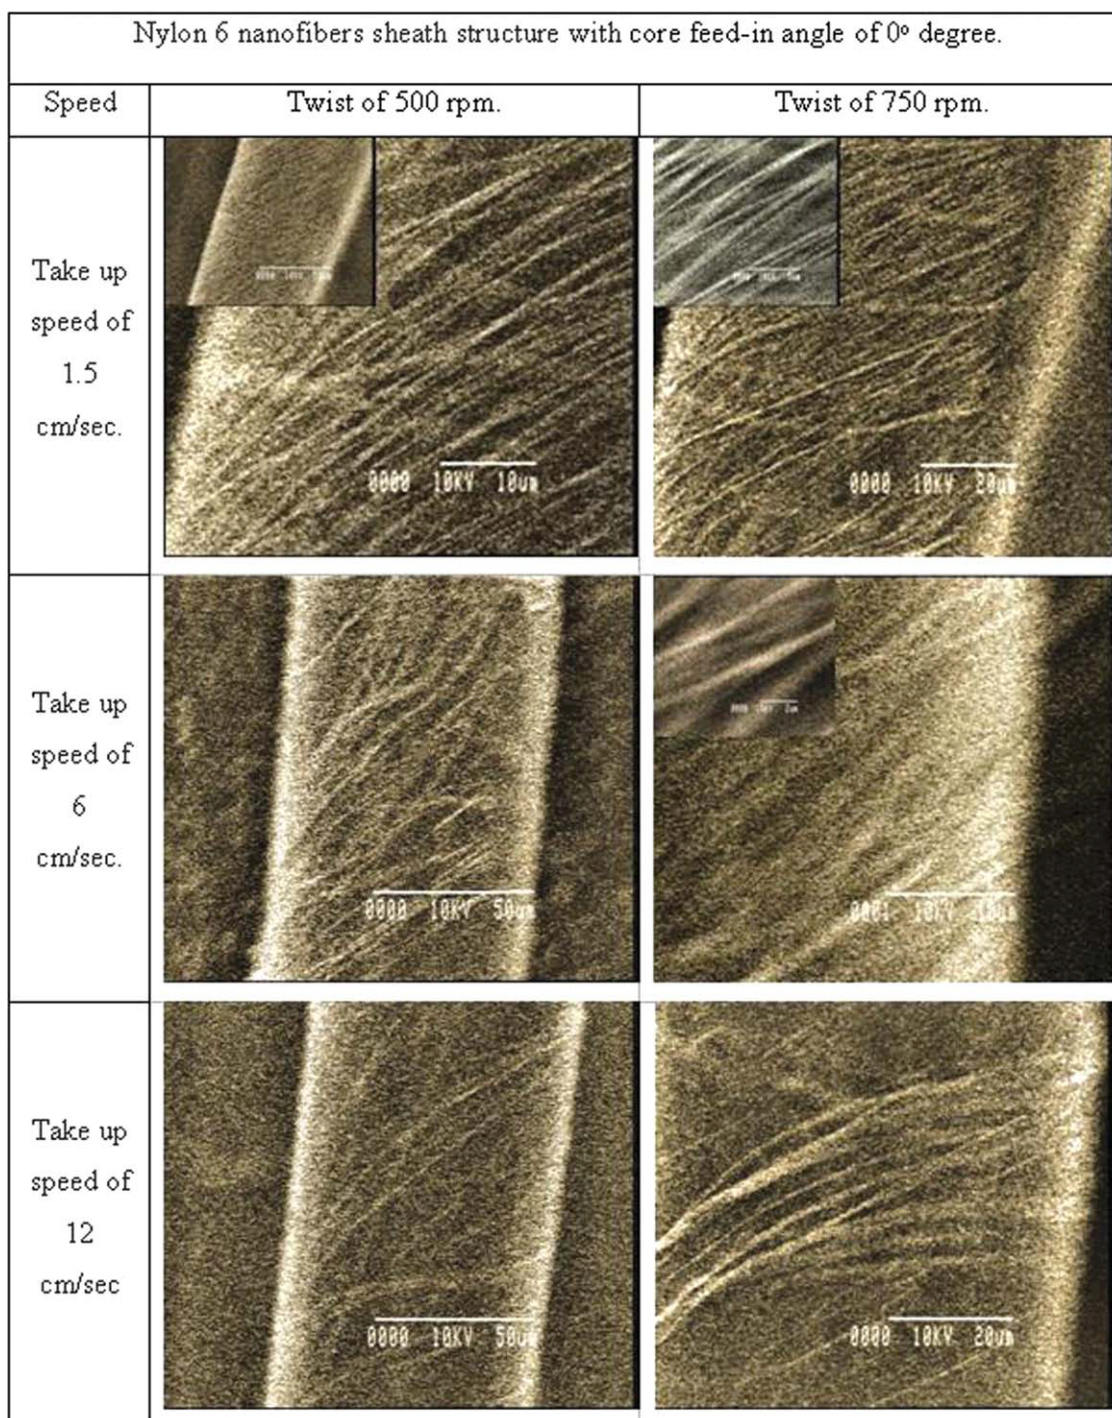 Nylon 6 nanofibers sheath structure with core feed-in angle of 0º degree.
Speed
Twist of 500 rpm.
Twist of 750 rpm.
Take up
speed of
1.5
cm/sec.
0000 10KV 10um
0000 10KV 20um
Take up
speed of
6
cm/sec.
0000 10KV 50um
0001 10KV 10um
Take up
speed of
12
cm/sec
0000 10KV 50um
0000 10KV 20um